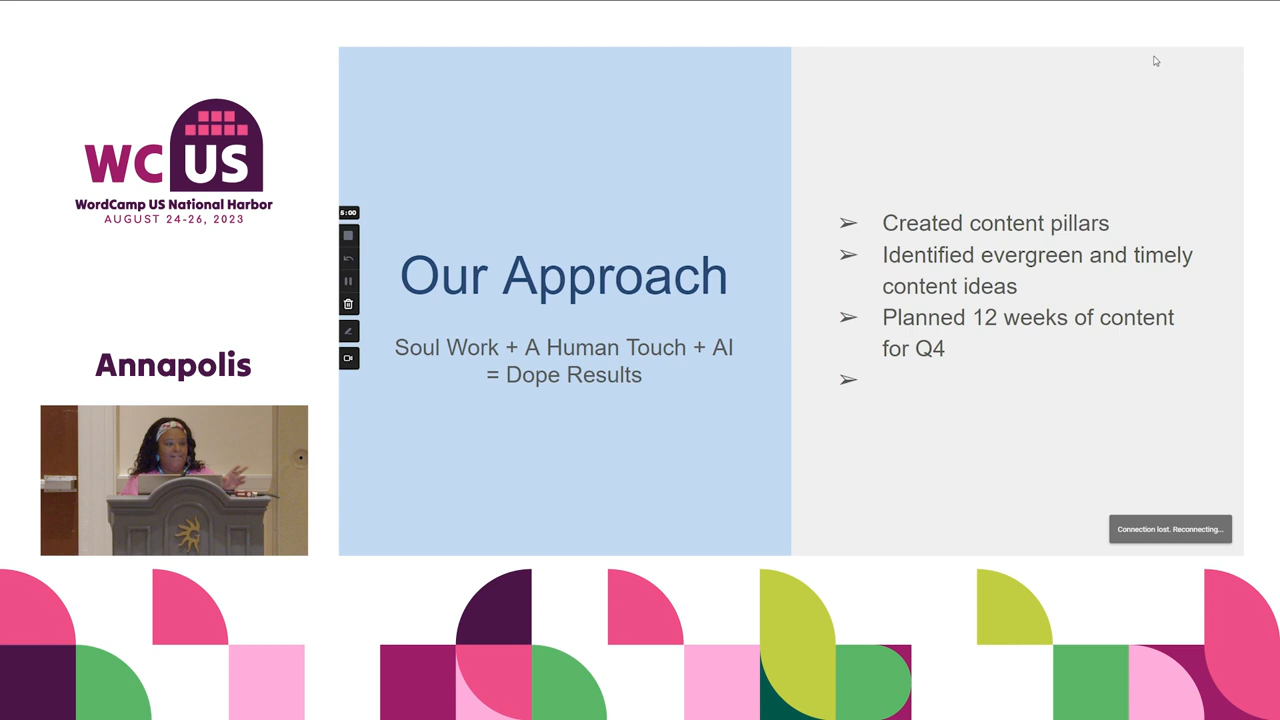 WC US
WordCamp US National Harbor
AUGUST 24-26, 2023
Annapolis
5:00
Our Approach
Soul Work + A Human Touch + AI
= Dope Results
➢ Created content pillars
➢ Identified evergreen and timely
content ideas
➢ Planned 12 weeks of content
for Q4
➢
Connection lost. Reconnecting...